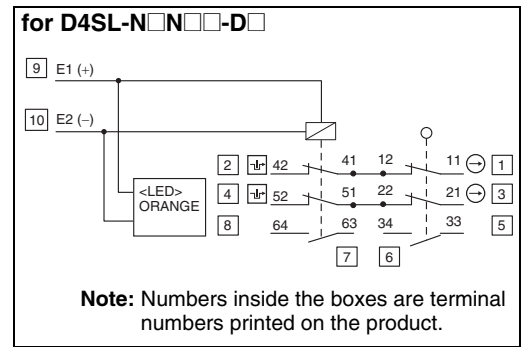 for D4SL-N□N□□-D□
9 E1 (+)
10 E2 (−)
2 42 41 12 11 1
<LED> 4 52 51 22 21 3
ORANGE 8 64 63 34 33 5
7 6
Note: Numbers inside the boxes are terminal
numbers printed on the product.